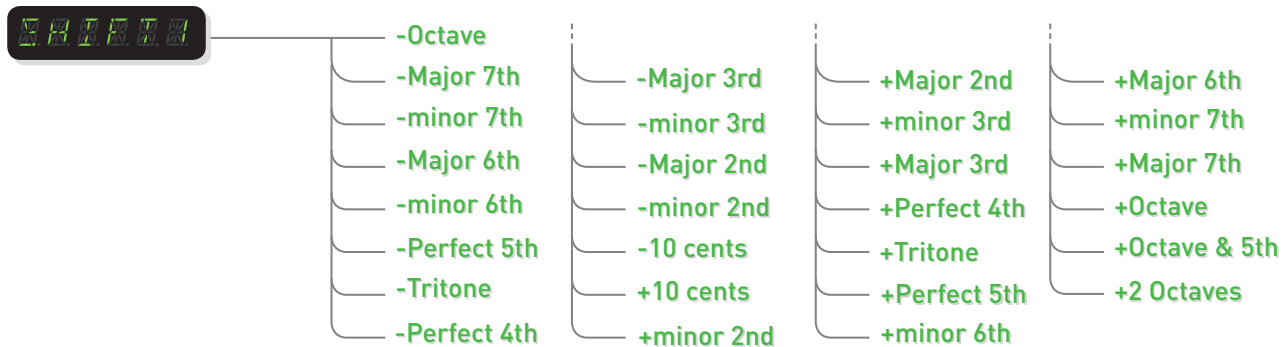 SHIFT 1
-Octave
-Major 7th
-minor 7th
-Major 6th
-minor 6th
-Perfect 5th
-Tritone
-Perfect 4th
-Major 3rd
-minor 3rd
-Major 2nd
-minor 2nd
-10 cents
+10 cents
+minor 2nd
+Major 2nd
+minor 3rd
+Major 3rd
+Perfect 4th
+Tritone
+Perfect 5th
+minor 6th
+Major 6th
+minor 7th
+Major 7th
+Octave
+Octave & 5th
+2 Octaves